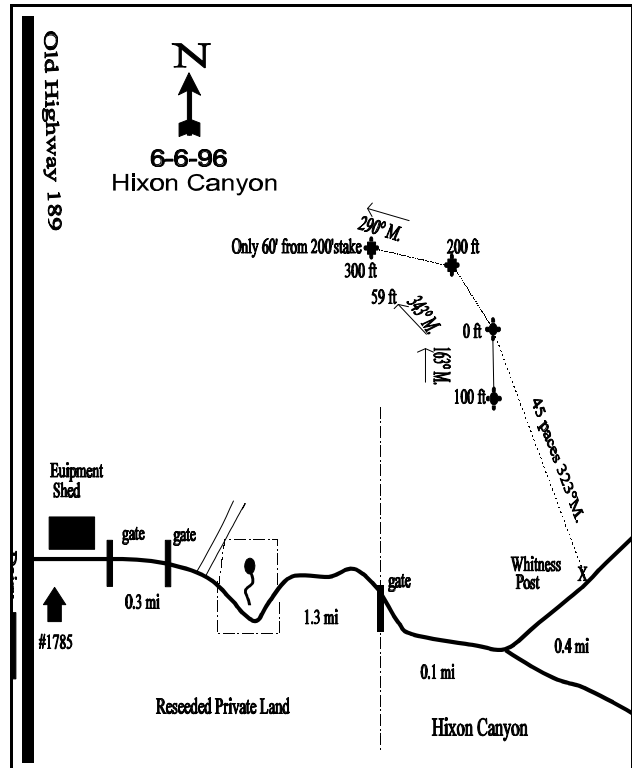 Old Highway 189
N
6-6-96
Hixon Canyon
290° M.
Only 60' from 200'stake
200 ft
300 ft
59 ft
343° M.
0 ft
163° M.
100 ft
45 paces 323° M.
Euipment
Shed
gate
gate
Whitness
Post
X
gate
0.3 mi
1.3 mi
#1785
0.4 mi
0.1 mi
Reseeded Private Land
Hixon Canyon